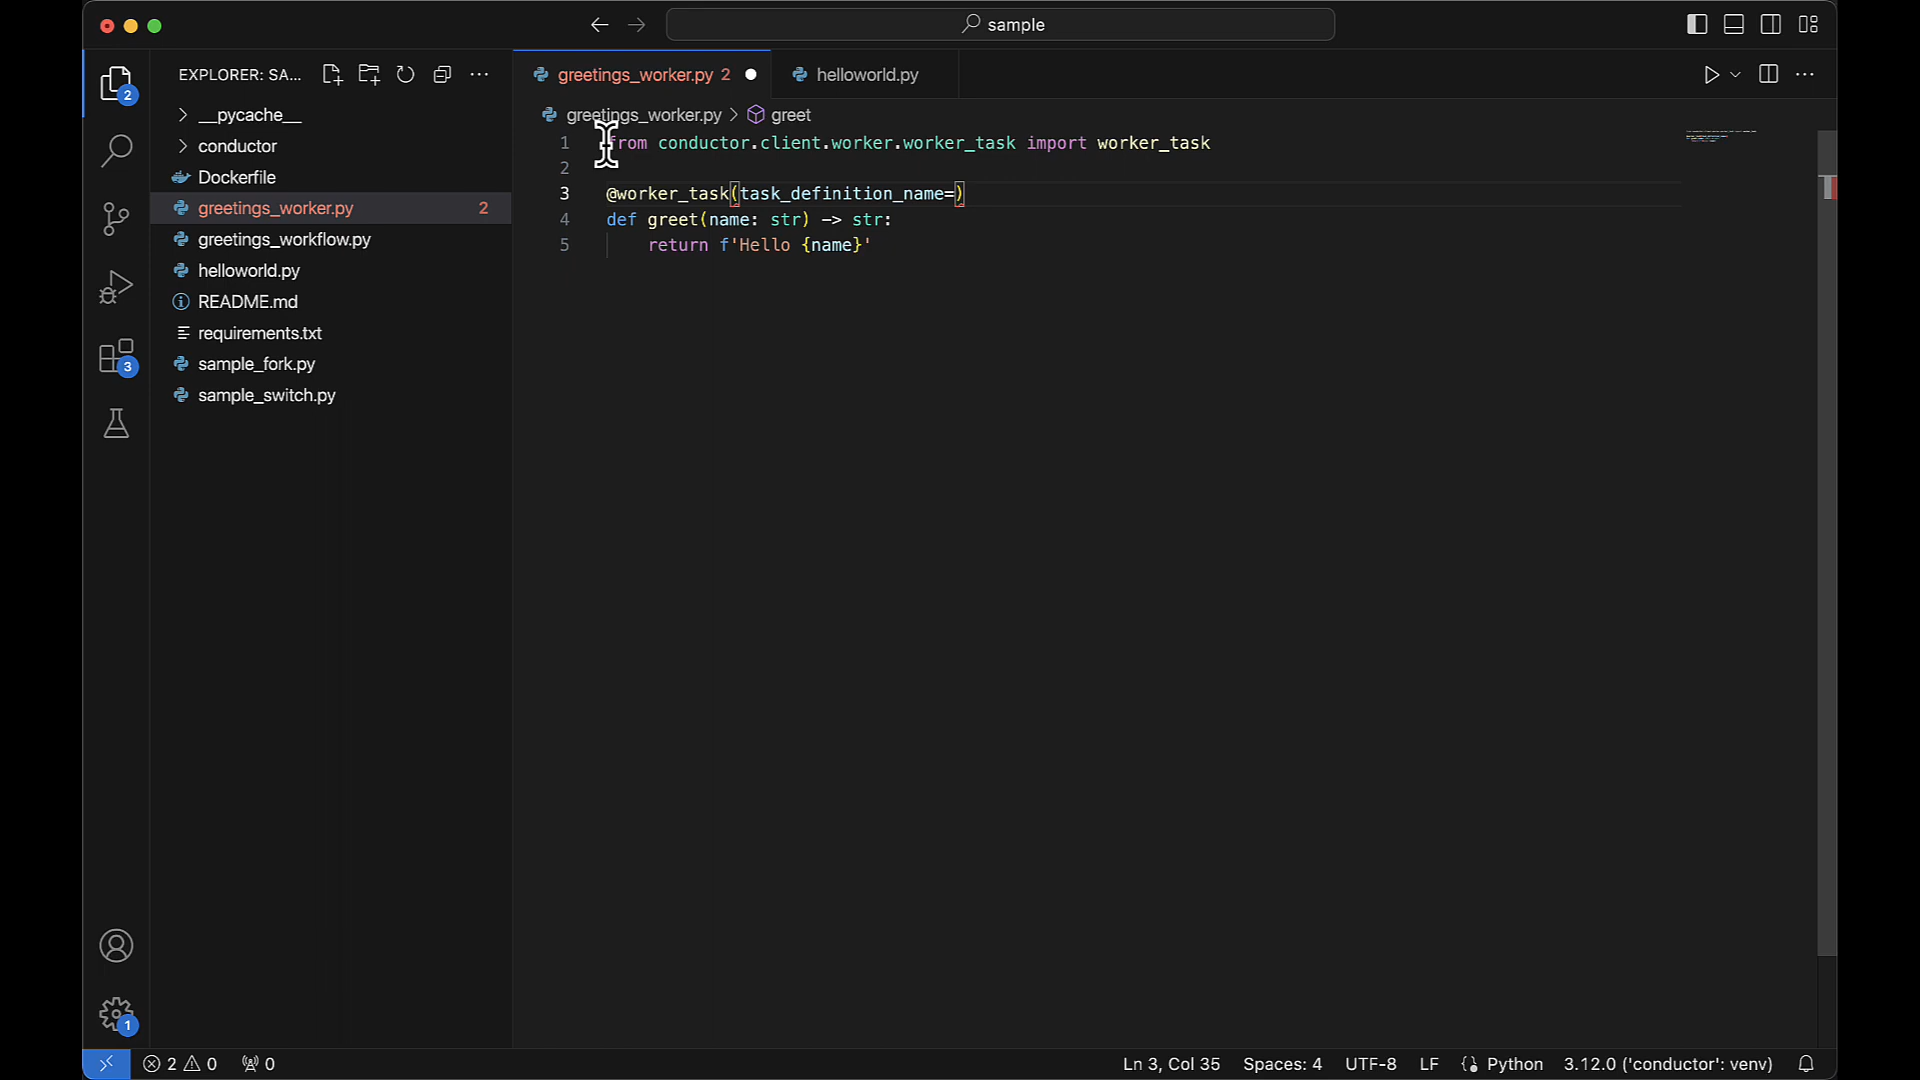 sample
EXPLORER: SA...
greetings_worker.py 2
helloworld.py
2
__pycache__
conductor
Dockerfile
greetings_worker.py 2
greetings_workflow.py
helloworld.py
README.md
requirements.txt
sample_fork.py
sample_switch.py
3
greetings_worker.py > greet
1 from conductor.client.worker.worker_task import worker_task
2
3 @worker_task(task_definition_name=)
4 def greet(name: str) -> str:
5 return f'Hello {name}'
1
2 0 0
Ln 3, Col 35 Spaces: 4 UTF-8 LF Python 3.12.0 ('conductor': venv)